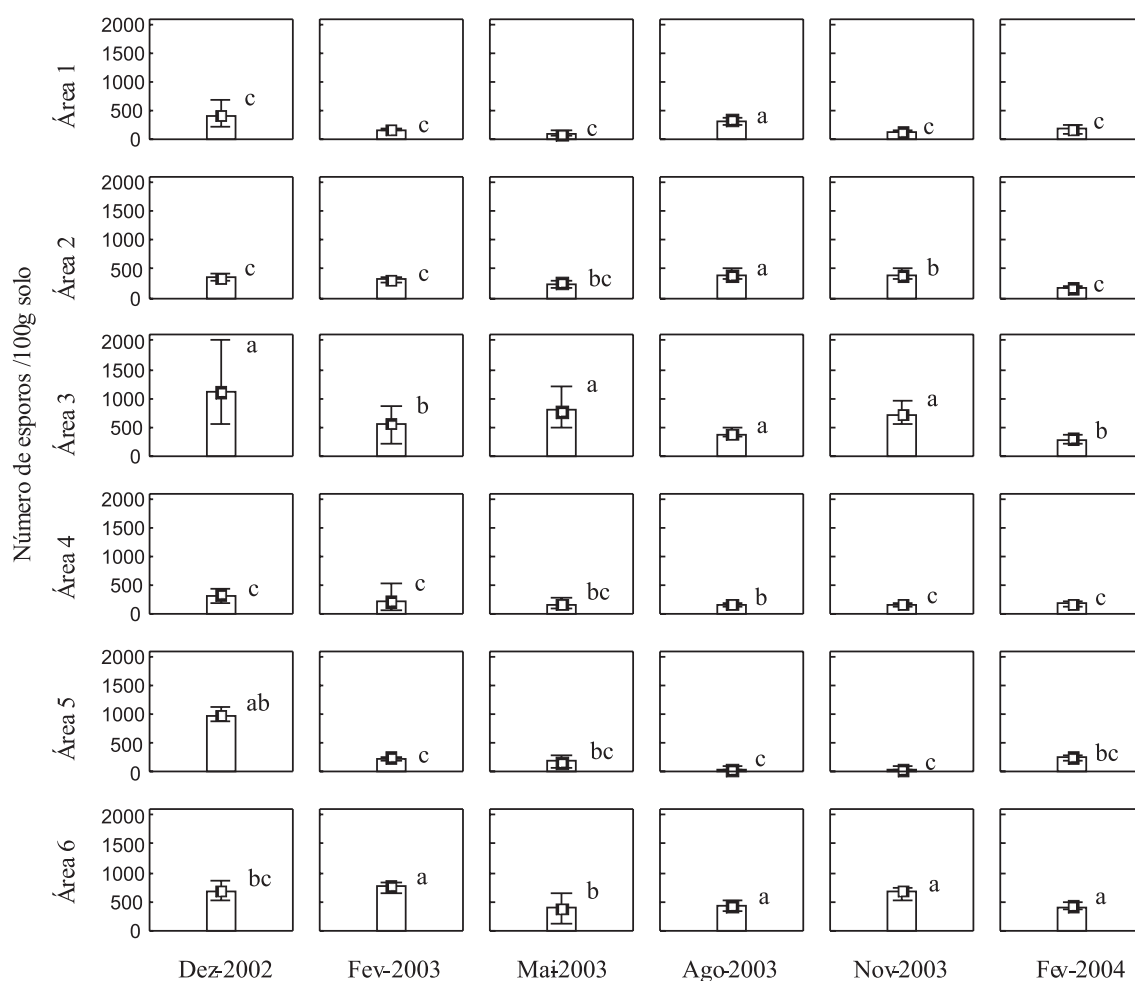 Número de esporos /100g solo
Área 1
2000
1500
1000
500
0
c
c
c
a
c
c
Área 2
2000
1500
1000
500
0
c
c
bc
a
b
c
Área 3
2000
1500
1000
500
0
a
b
a
a
a
b
Área 4
2000
1500
1000
500
0
c
c
bc
b
c
c
Área 5
2000
1500
1000
500
0
ab
c
bc
c
c
bc
Área 6
2000
1500
1000
500
0
bc
a
b
a
a
a
Dez-2002 Fev-2003 Mai-2003 Ago-2003 Nov-2003 Fev-2004